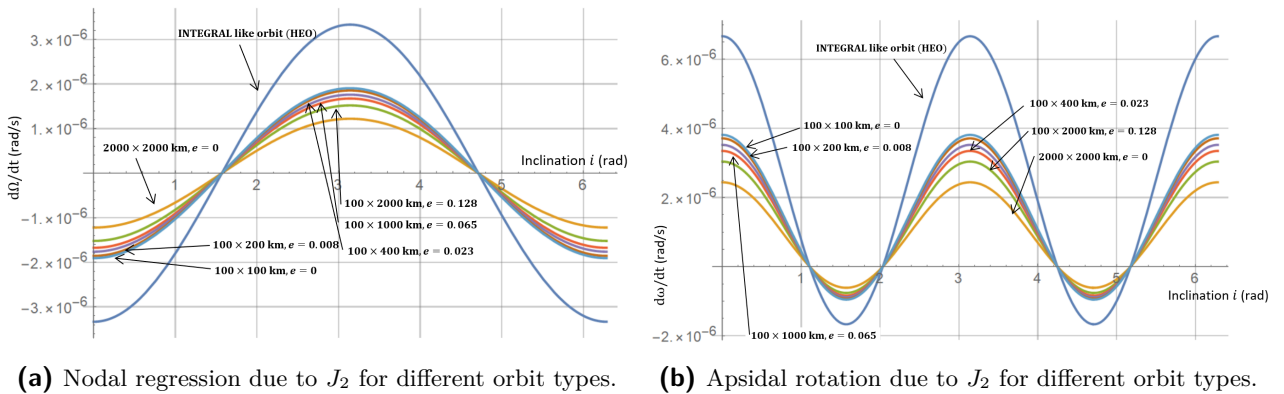 3. × 10⁻⁶
INTEGRAL like orbit (HEO)
2. × 10⁻⁶
1. × 10⁻⁶
2000 × 2000 km, e = 0
Inclination i (rad)
dΩ/dt (rad/s)
1 2 3 4 5 6
-1. × 10⁻⁶
100 × 2000 km, e = 0.128
100 × 1000 km, e = 0.065
100 × 200 km, e = 0.008
100 × 400 km, e = 0.023
-2. × 10⁻⁶
100 × 100 km, e = 0
-3. × 10⁻⁶
(a) Nodal regression due to J₂ for different orbit types.
6. × 10⁻⁶
INTEGRAL like orbit (HEO)
100 × 400 km, e = 0.023
4. × 10⁻⁶
100 × 100 km, e = 0
100 × 2000 km, e = 0.128
100 × 200 km, e = 0.008
2000 × 2000 km, e = 0
2. × 10⁻⁶
dω/dt (rad/s)
1 2 3 4 5 6
Inclination i (rad)
100 × 1000 km, e = 0.065
-2. × 10⁻⁶
(b) Apsidal rotation due to J₂ for different orbit types.